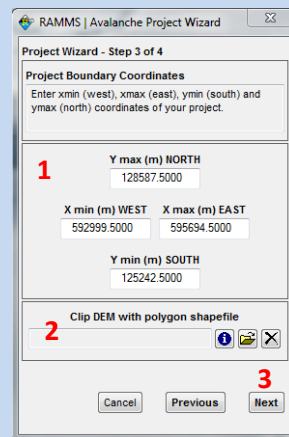 RAMMS | Avalanche Project Wizard
Project Wizard - Step 3 of 4
Project Boundary Coordinates
Enter xmin (west), xmax (east), ymin (south) and
ymax (north) coordinates of your project.
1
Y max (m) NORTH
128587.5000
X min (m) WEST X max (m) EAST
592999.5000 595694.5000
Y min (m) SOUTH
125242.5000
Clip DEM with polygon shapefile
2
3
Cancel Previous Next